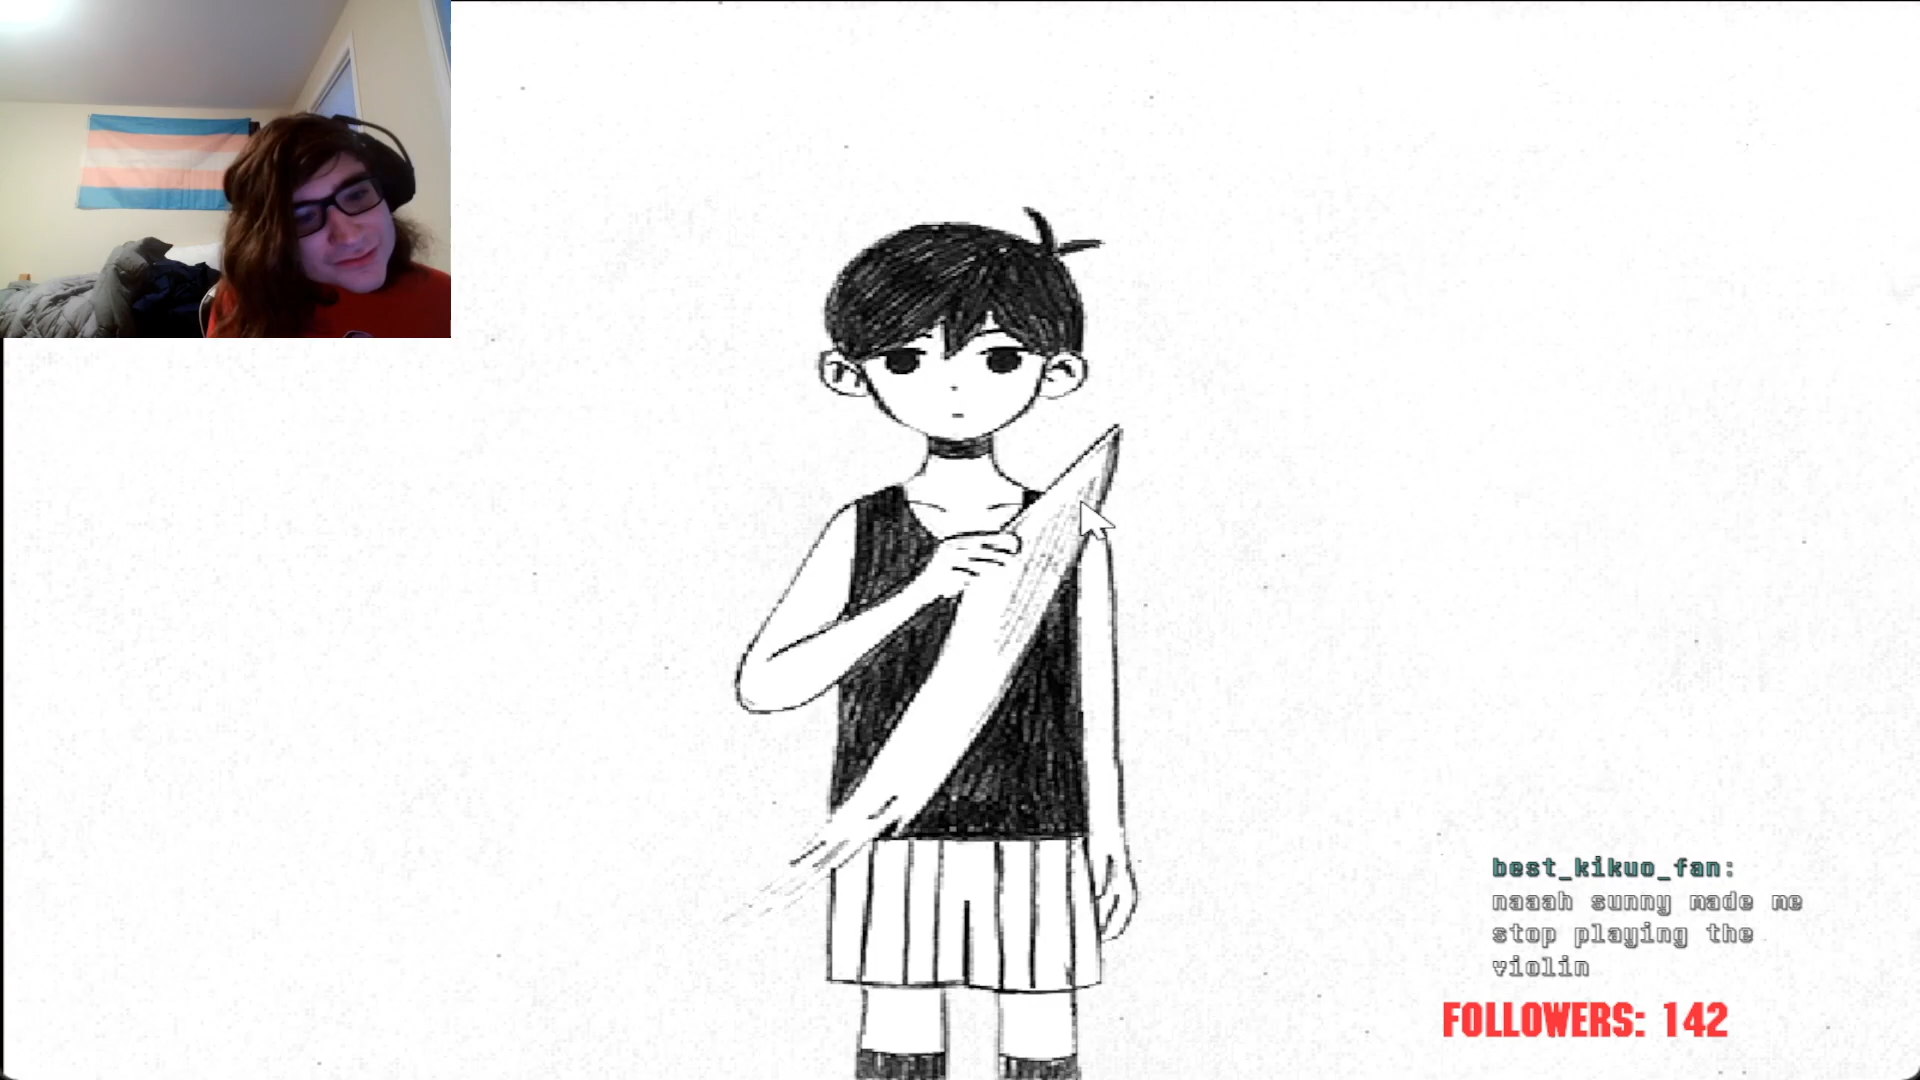 best_kikuo_fan:
naaah sunny made me
stop playing the
violin
FOLLOWERS: 142